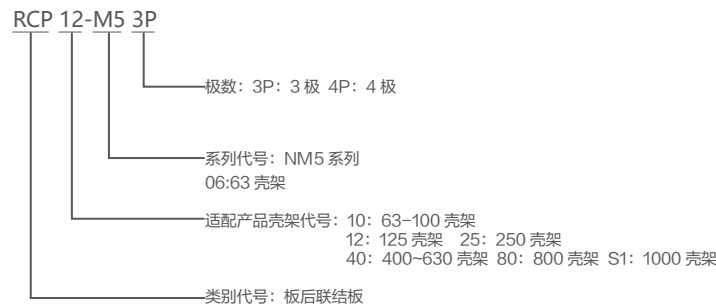 RCP 12-M5 3P
极数：3P：3 极 4P：4 极
系列代号：NM5 系列
06:63 壳架
适配产品壳架代号：10：63-100 壳架
12：125 壳架 25：250 壳架
40：400~630 壳架 80：800 壳架 S1：1000 壳架
类别代号：板后联结板